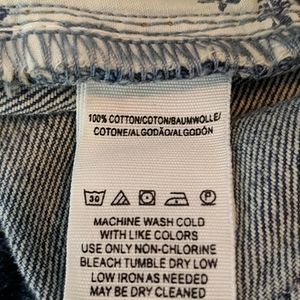 100% COTTON/COTON/BAUMWOLLE/
COTONE/ALGODÃO/ALGODÓN
30 P
MACHINE WASH COLD
WITH LIKE COLORS
USE ONLY NON-CHLORINE
BLEACH TUMBLE DRY LOW
LOW IRON AS NEEDED
MAY BE DRY CLEANED